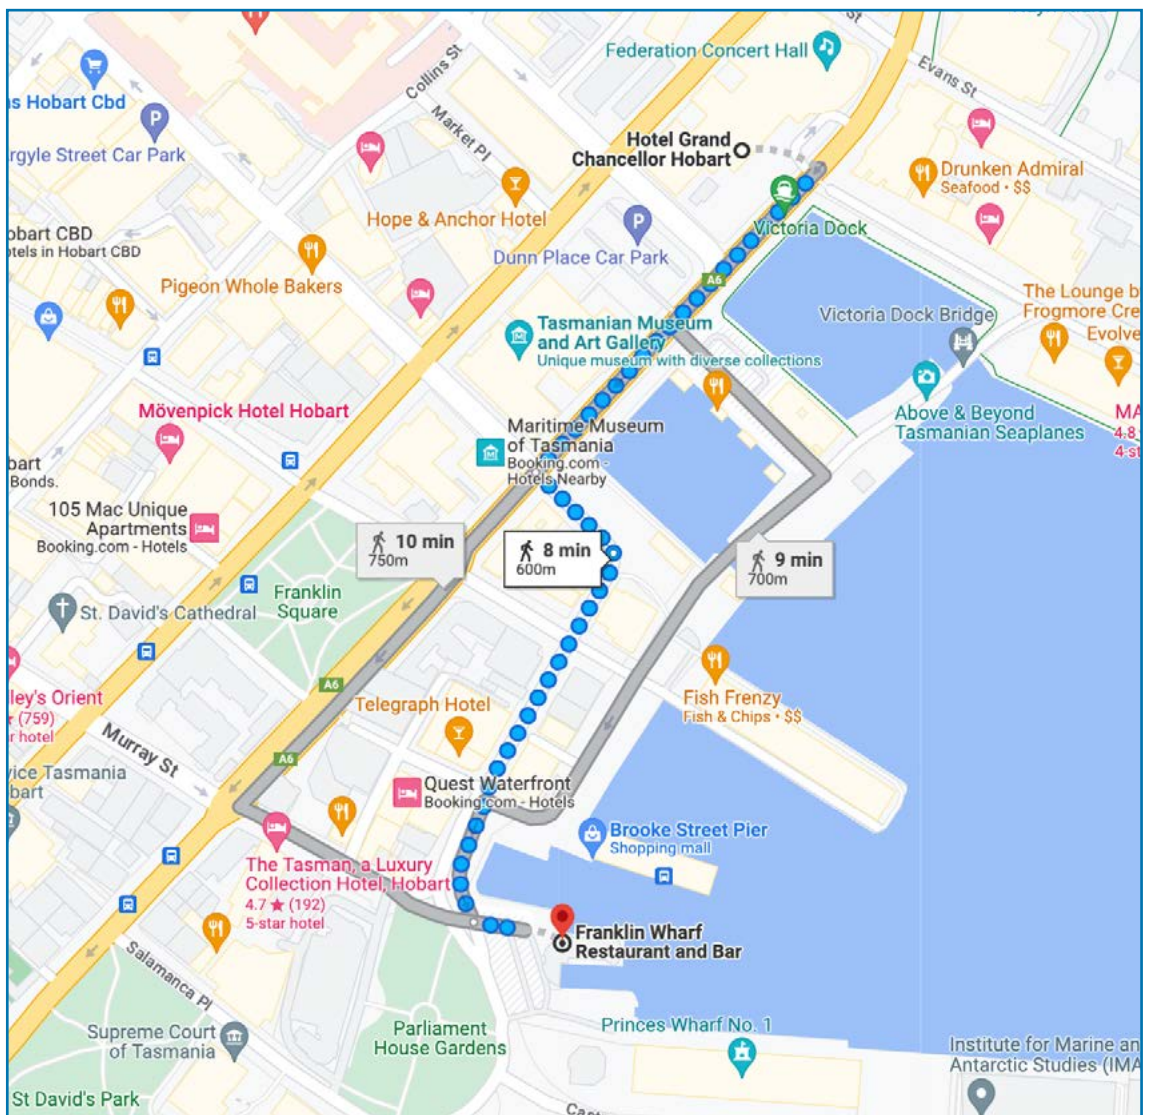 Federation Concert Hall
Evans St
St
Collins St
Market Pl
s Hobart Cbd
rgyle Street Car Park
P
Hotel Grand
Chancellor Hobart
Drunken Admiral
Seafood • $$
Hope & Anchor Hotel
P
Victoria Dock
obart CBD
otels in Hobart CBD
Dunn Place Car Park
A6
Pigeon Whole Bakers
The Lounge b
Frogmore Cre
Victoria Dock Bridge
Evolve
Tasmanian Museum
and Art Gallery
Unique museum with diverse collections
Mövenpick Hotel Hobart
Above & Beyond
Tasmanian Seaplanes
MA
4.8
4-st
Maritime Museum
of Tasmania
Booking.com -
Hotels Nearby
bart
Bonds.
105 Mac Unique
Apartments
Booking.com - Hotels
10 min
750m
8 min
600m
9 min
700m
Franklin
Square
St. David's Cathedral
A6
ley's Orient
(759)
r hotel
Telegraph Hotel
Fish Frenzy
Fish & Chips • $$
Murray St
A6
vice Tasmania
bart
Quest Waterfront
Booking.com - Hotels
Brooke Street Pier
Shopping mall
The Tasman, a Luxury
Collection Hotel, Hobart
4.7 ★ (192)
5-star hotel
Franklin Wharf
Restaurant and Bar
Salamanca Pl
Supreme Court
of Tasmania
Parliament
House Gardens
Princes Wharf No. 1
Institute for Marine an
Antarctic Studies (IMA
St David's Park
Cast